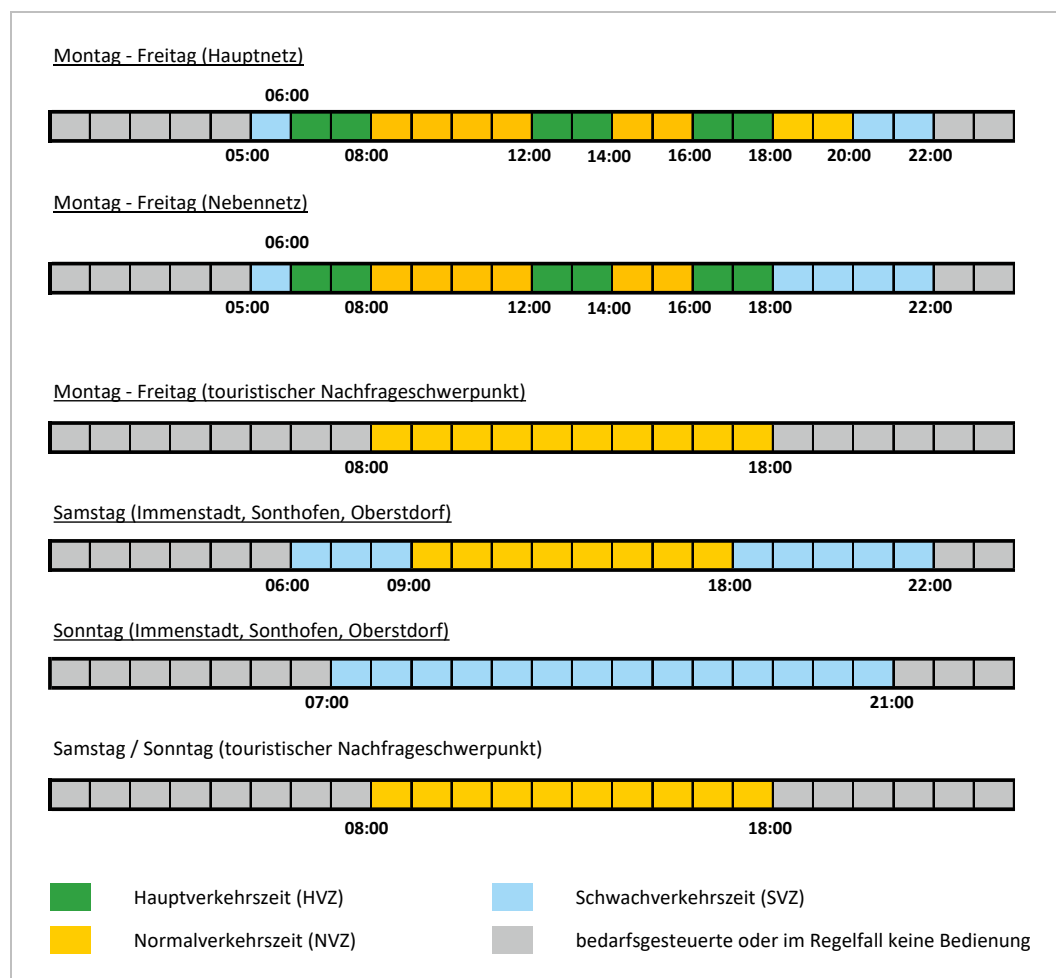 Montag - Freitag (Hauptnetz)
06:00
05:00 08:00 12:00 14:00 16:00 18:00 20:00 22:00
Montag - Freitag (Nebennetz)
06:00
05:00 08:00 12:00 14:00 16:00 18:00 22:00
Montag - Freitag (touristischer Nachfrageschwerpunkt)
08:00 18:00
Samstag (Immenstadt, Sonthofen, Oberstdorf)
06:00 09:00 18:00 22:00
Sonntag (Immenstadt, Sonthofen, Oberstdorf)
07:00 21:00
Samstag / Sonntag (touristischer Nachfrageschwerpunkt)
08:00 18:00
Hauptverkehrszeit (HVZ) Schwachverkehrszeit (SVZ)
Normalverkehrszeit (NVZ) bedarfsgesteuerte oder im Regelfall keine Bedienung